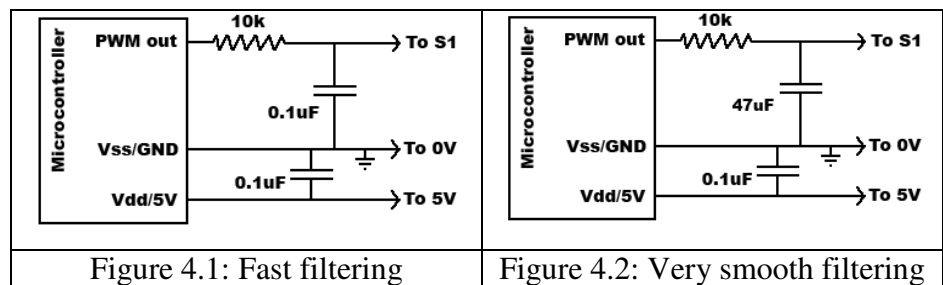 Microcontroller
10k
PWM out
To S1
0.1uF
Vss/GND
To 0V
0.1uF
Vdd/5V
To 5V
Figure 4.1: Fast filtering
Microcontroller
10k
PWM out
To S1
47uF
Vss/GND
To 0V
0.1uF
Vdd/5V
To 5V
Figure 4.2: Very smooth filtering